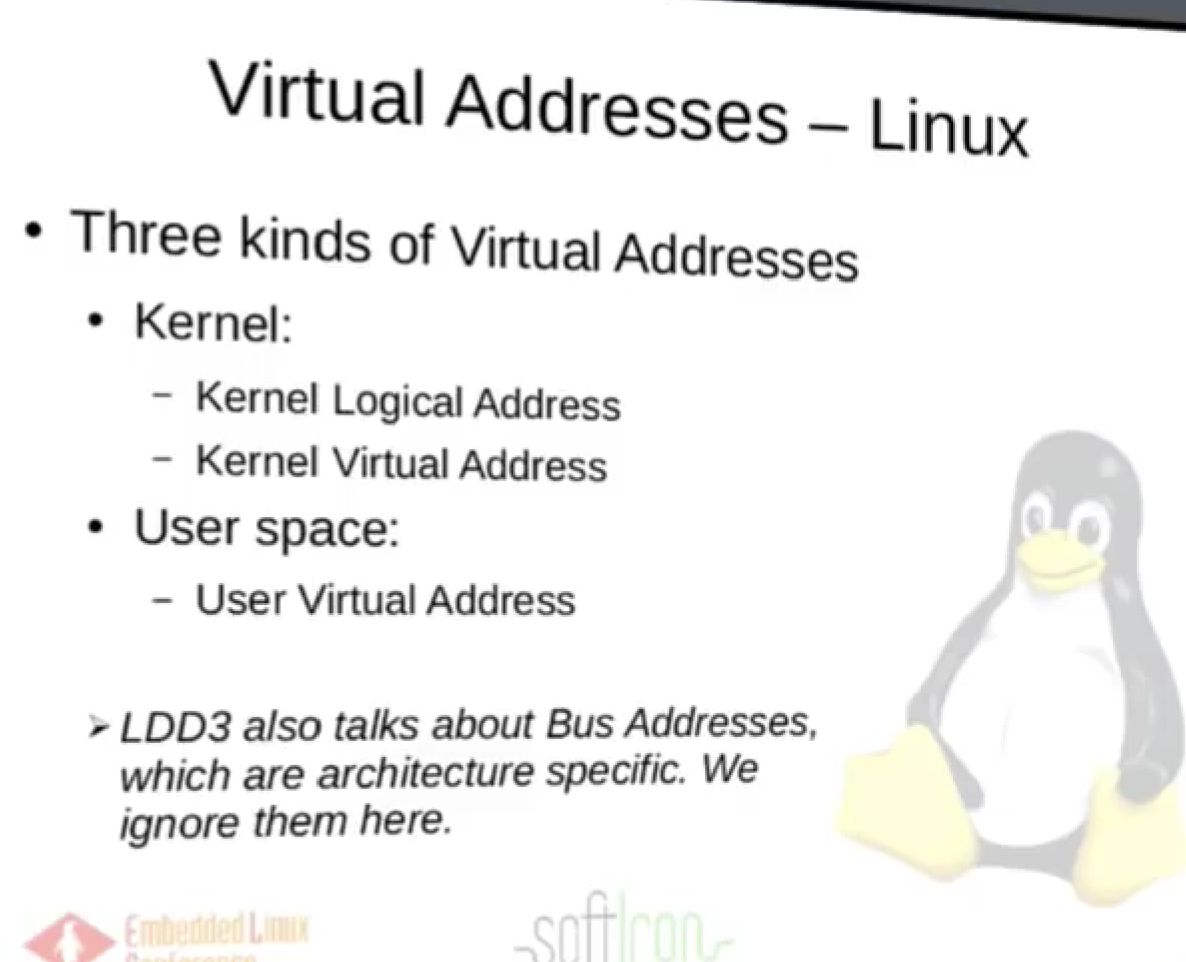 Virtual Addresses – Linux
• Three kinds of Virtual Addresses
• Kernel:
– Kernel Logical Address
– Kernel Virtual Address
• User space:
– User Virtual Address
➢ LDD3 also talks about Bus Addresses,
which are architecture specific. We
ignore them here.
Embedded Linux
Conference
softIron